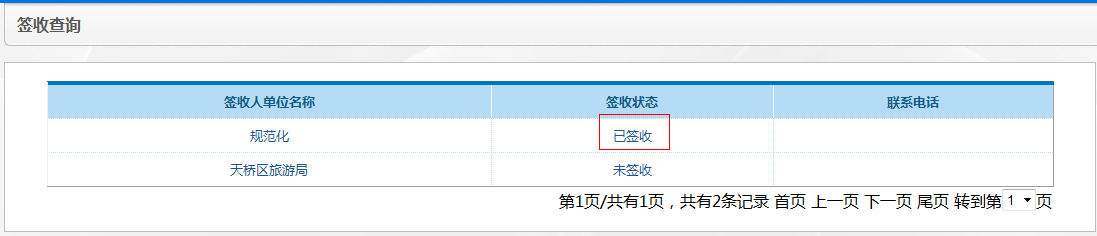 签收查询
签收人单位名称 签收状态 联系电话
规范化 已签收
天桥区旅游局 未签收
第1页/共有1页，共有2条记录 首页 上一页 下一页 尾页 转到第 1 页